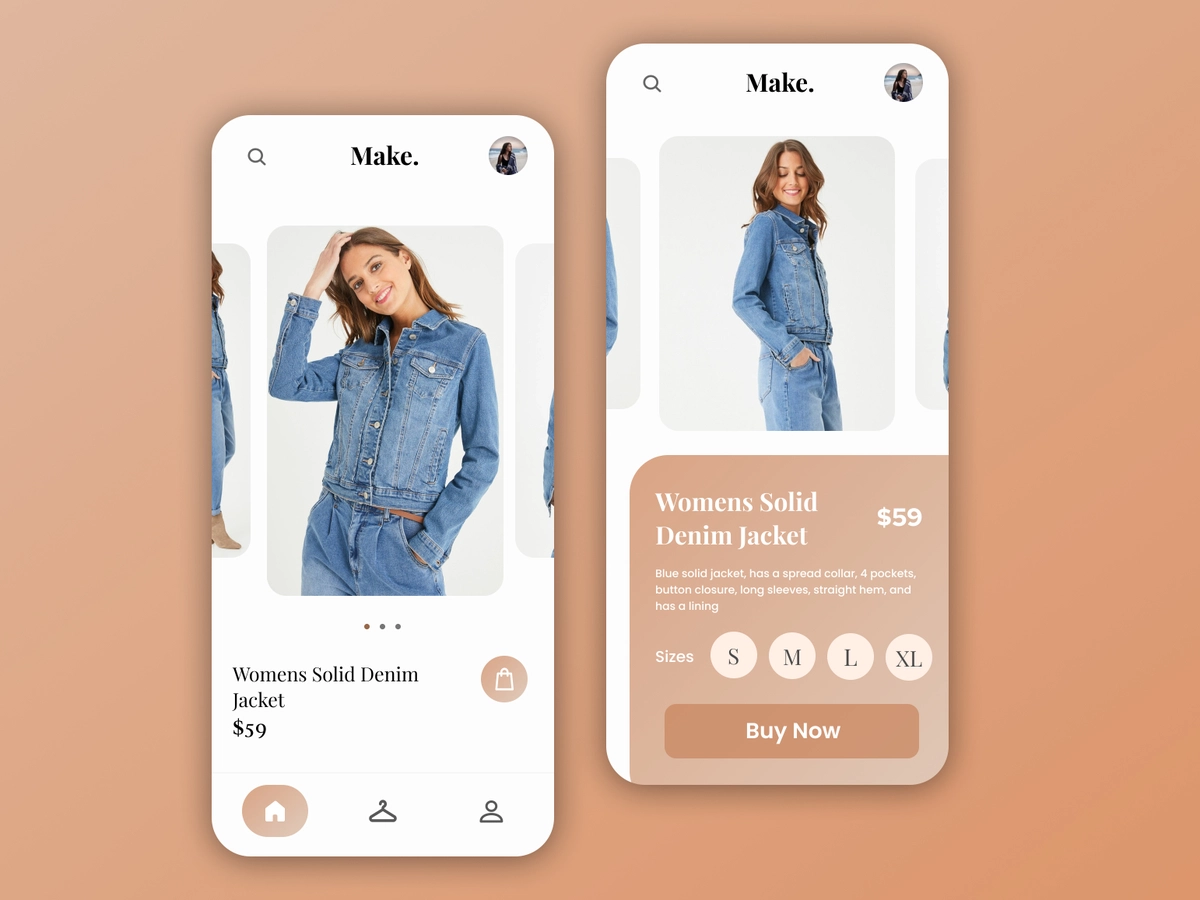 Make.
Womens Solid Denim
Jacket
$59
Make.
Womens Solid
Denim Jacket
$59
Blue solid jacket, has a spread collar, 4 pockets,
button closure, long sleeves, straight hem, and
has a lining
Sizes S M L XL
Buy Now